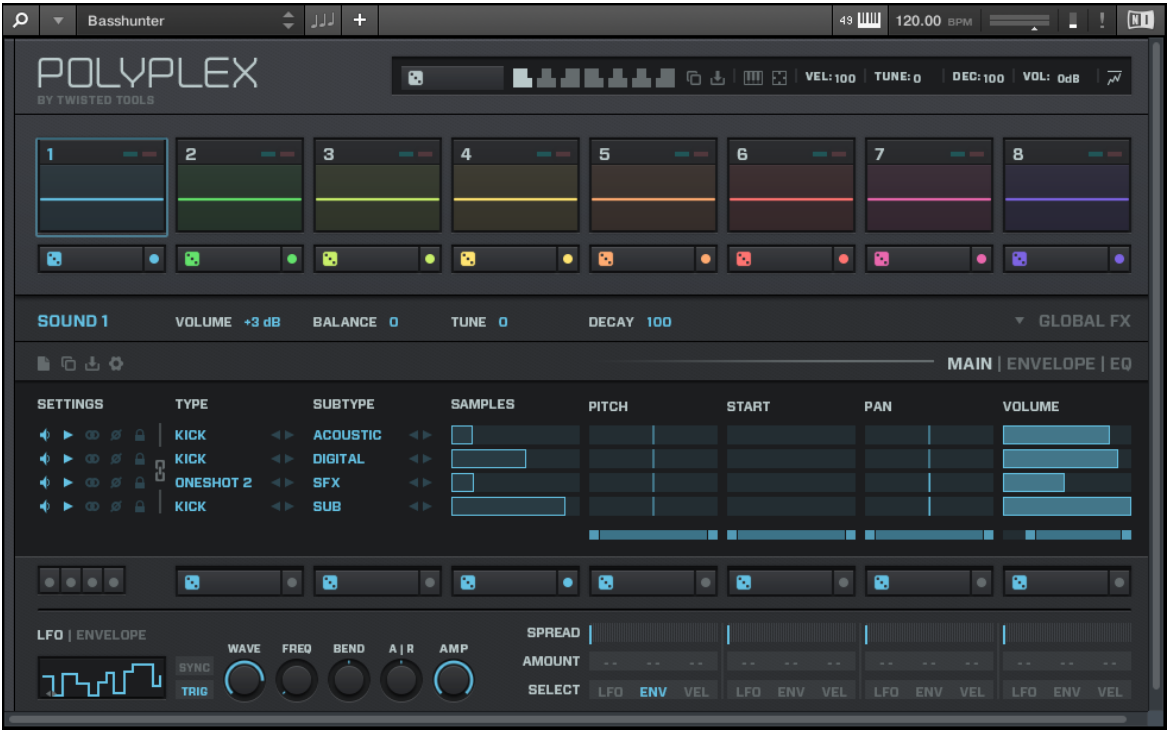 Basshunter + 49 120.00 BPM ! NI
POLYPLEX
BY TWISTED TOOLS
VEL: 100 TUNE: 0 DEC: 100 VOL: 0dB
1 2 3 4 5 6 7 8
SOUND 1 VOLUME +3 dB BALANCE 0 TUNE 0 DECAY 100 GLOBAL FX
MAIN | ENVELOPE | EQ
SETTINGS TYPE SUBTYPE SAMPLES PITCH START PAN VOLUME
KICK ACOUSTIC
KICK DIGITAL
ONESHOT 2 SFX
KICK SUB
LFO | ENVELOPE WAVE FREQ BEND A | R AMP SPREAD
SYNC AMOUNT -- -- -- -- -- -- -- -- -- -- -- --
TRIG SELECT LFO ENV VEL LFO ENV VEL LFO ENV VEL LFO ENV VEL